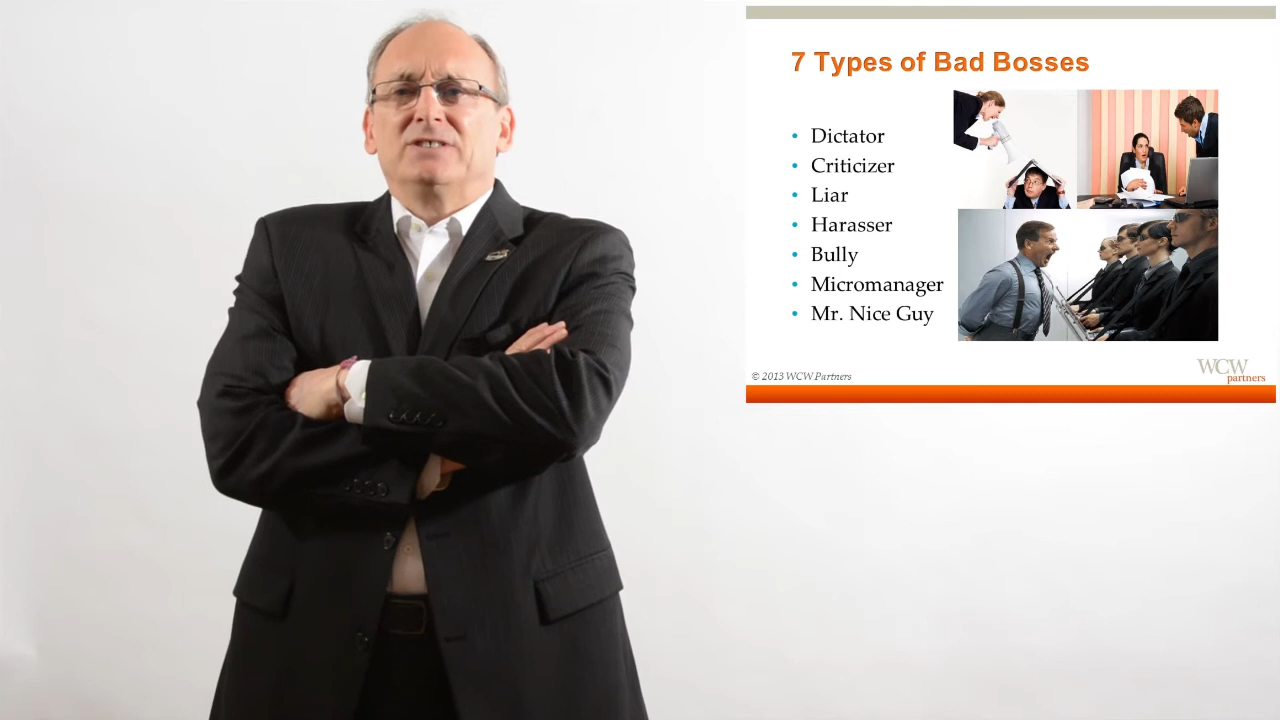 7 Types of Bad Bosses
• Dictator
• Criticizer
• Liar
• Harasser
• Bully
• Micromanager
• Mr. Nice Guy
© 2013 WCW Partners
WCW
partners